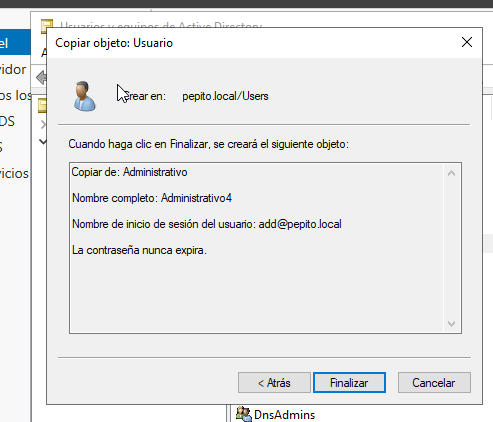 Usuarios y equipos de Active Directory
Copiar objeto: Usuario
el
vidor
os los
DS
S
vicios
Crear en: pepito.local/Users
Cuando haga clic en Finalizar, se creará el siguiente objeto:
Copiar de: Administrativo
Nombre completo: Administrativo4
Nombre de inicio de sesión del usuario: add@pepito.local
La contraseña nunca expira.
< Atrás
Finalizar
Cancelar
DnsAdmins